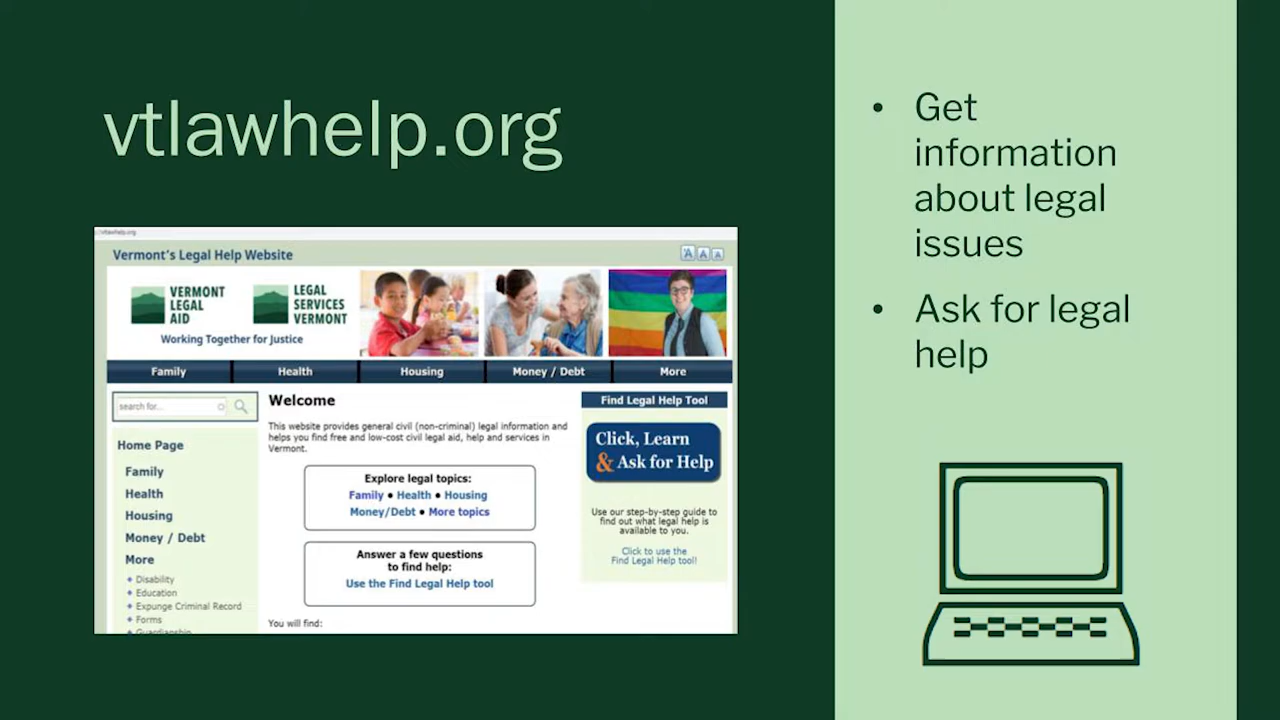 vtlawhelp.org
vtlawhelp.org
Vermont's Legal Help Website
A A A
VERMONT
LEGAL
AID
LEGAL
SERVICES
VERMONT
Working Together for Justice
Family Health Housing Money / Debt More
search for...
Home Page
Family
Health
Housing
Money / Debt
More
Disability
Education
Expunge Criminal Record
Forms
Guardianship
Welcome
This website provides general civil (non-criminal) legal information and
helps you find free and low-cost civil legal aid, help and services in
Vermont.
Explore legal topics:
Family • Health • Housing
Money/Debt • More topics
Answer a few questions
to find help:
Use the Find Legal Help tool
You will find:
Find Legal Help Tool
Click, Learn
& Ask for Help
Use our step-by-step guide to
find out what legal help is
available to you.
Click to use the
Find Legal Help tool!
• Get
information
about legal
issues
• Ask for legal
help